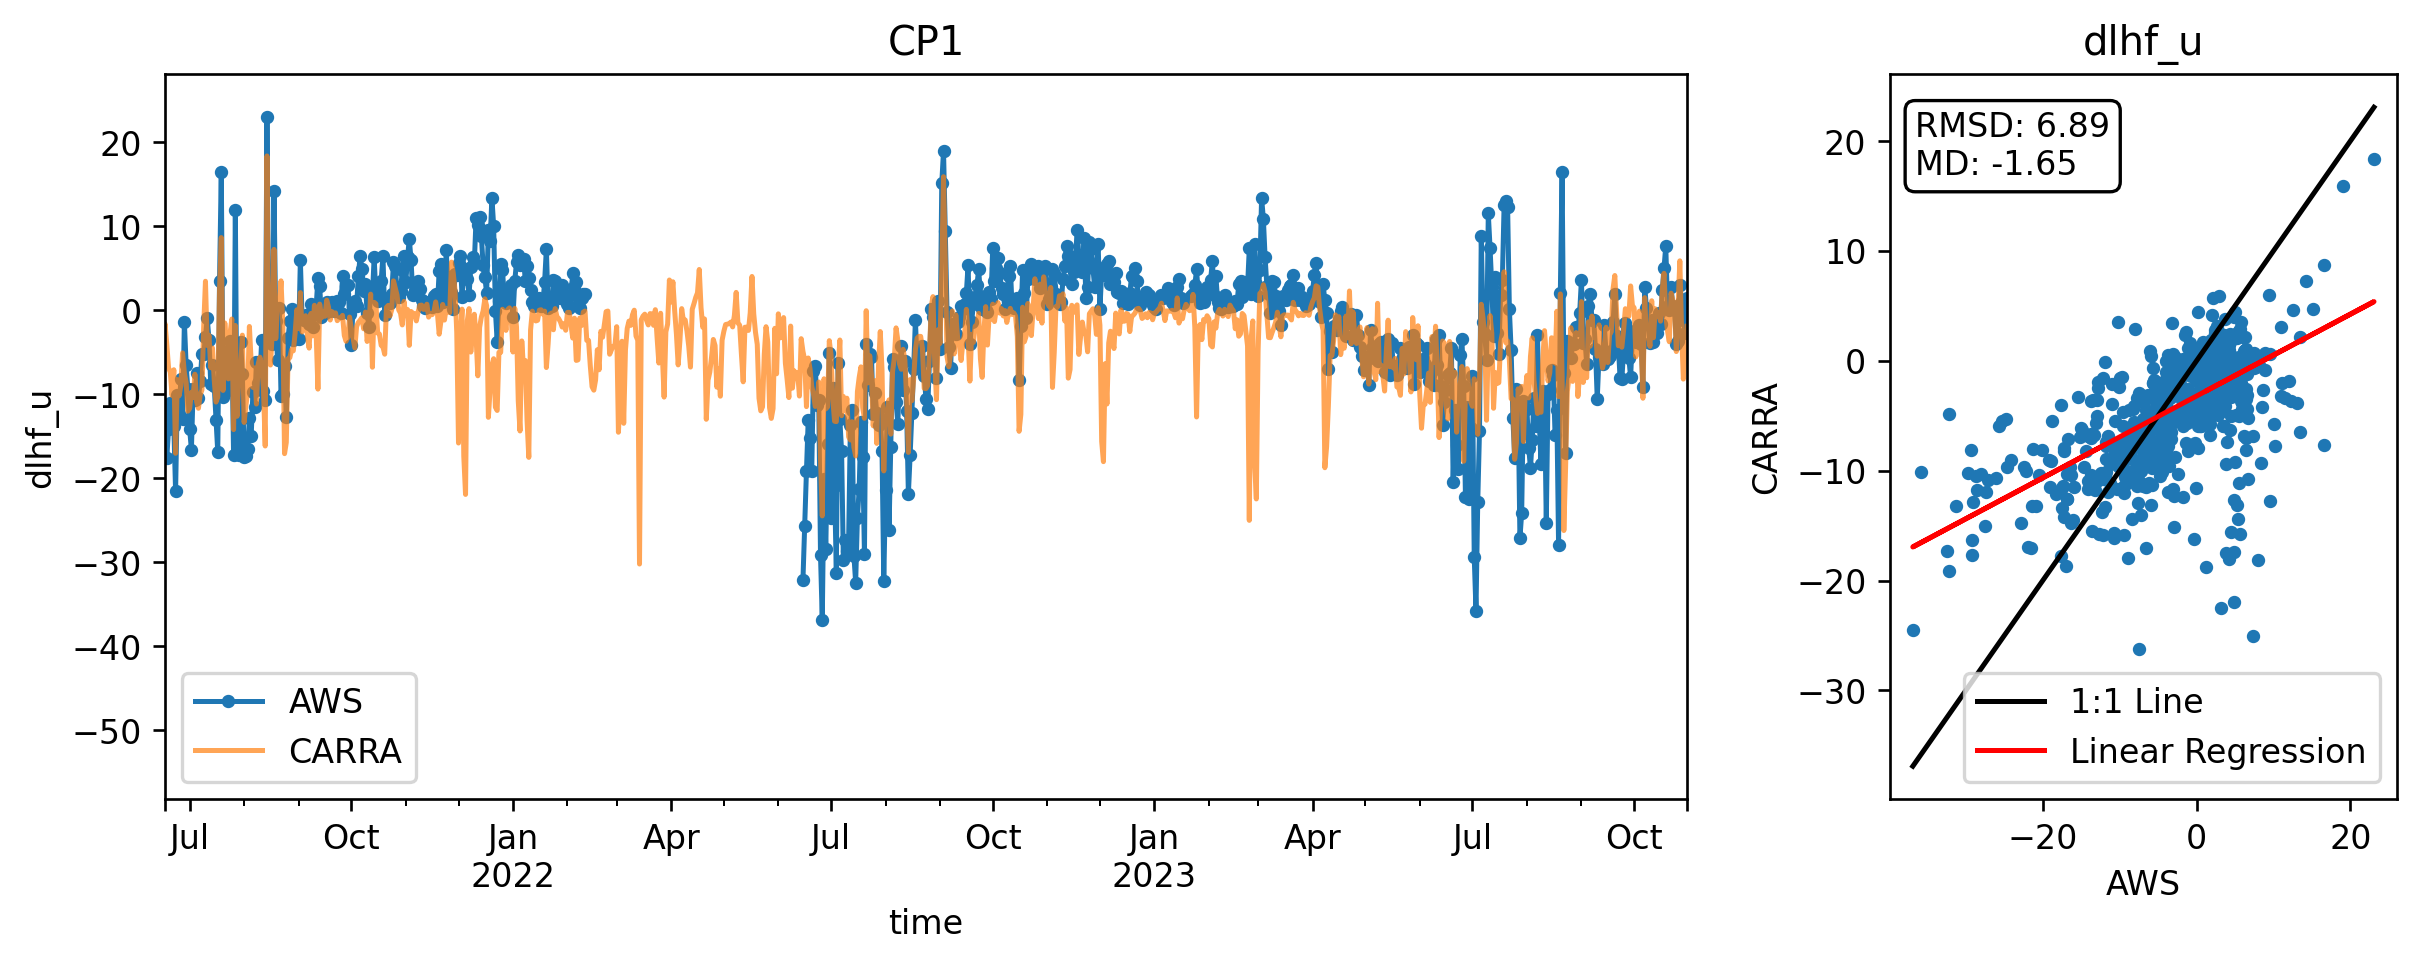 CP1
dlhf_u
20
10
0
−10
−20
−30
−40
−50
AWS
CARRA
Jul
Oct
Jan
2022
Apr
Jul
Oct
Jan
2023
Apr
Jul
Oct
time
dlhf_u
RMSD: 6.89
MD: -1.65
CARRA
20
10
0
−10
−20
−30
1:1 Line
Linear Regression
−20
0
20
AWS